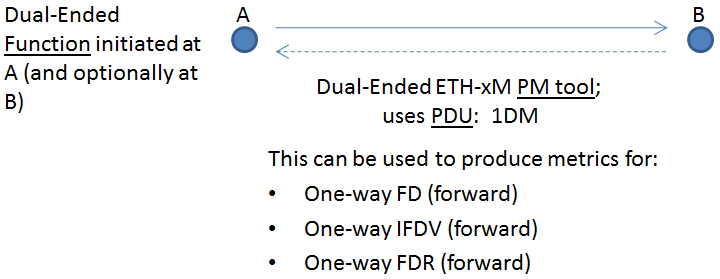 Dual-Ended
Function initiated at
A (and optionally at
B)
A
B
Dual-Ended ETH-xM PM tool;
uses PDU: 1DM
This can be used to produce metrics for:
• One-way FD (forward)
• One-way IFDV (forward)
• One-way FDR (forward)